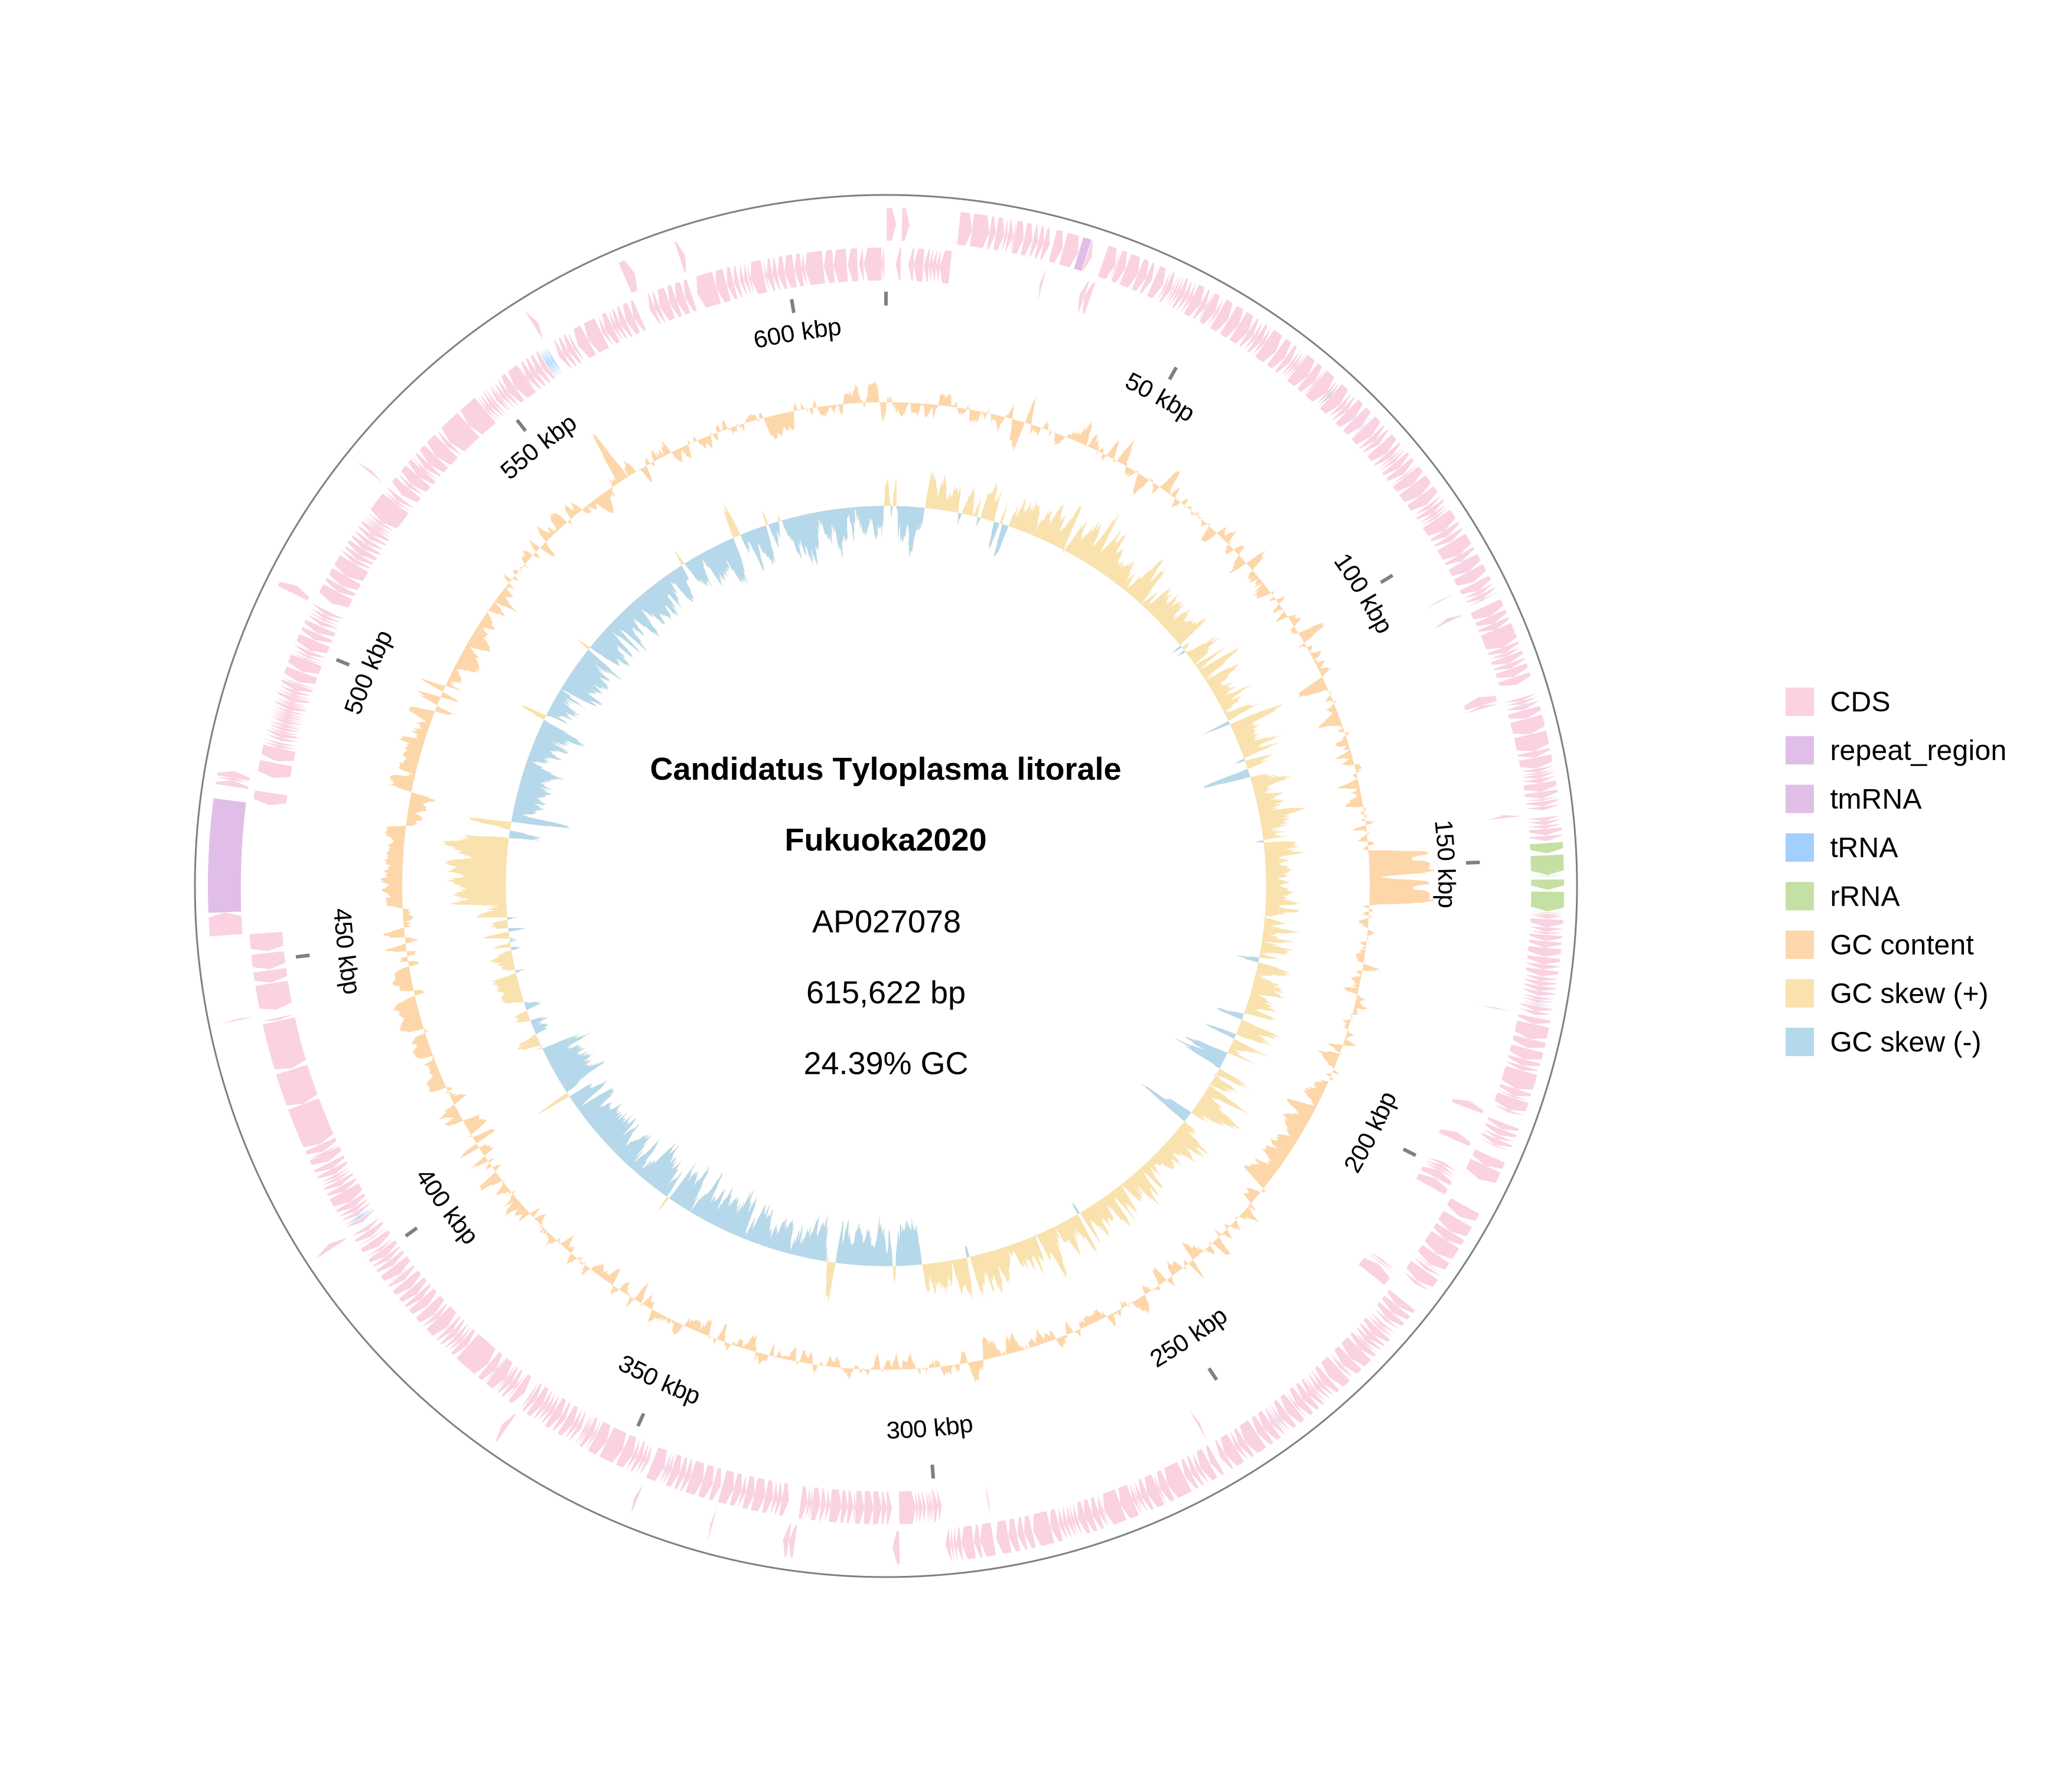 Candidatus Tyloplasma litorale
Fukuoka2020
AP027078
615,622 bp
24.39% GC
50 kbp
100 kbp
150 kbp
200 kbp
250 kbp
300 kbp
350 kbp
400 kbp
450 kbp
500 kbp
550 kbp
600 kbp
CDS
repeat_region
tmRNA
tRNA
rRNA
GC content
GC skew (+)
GC skew (-)